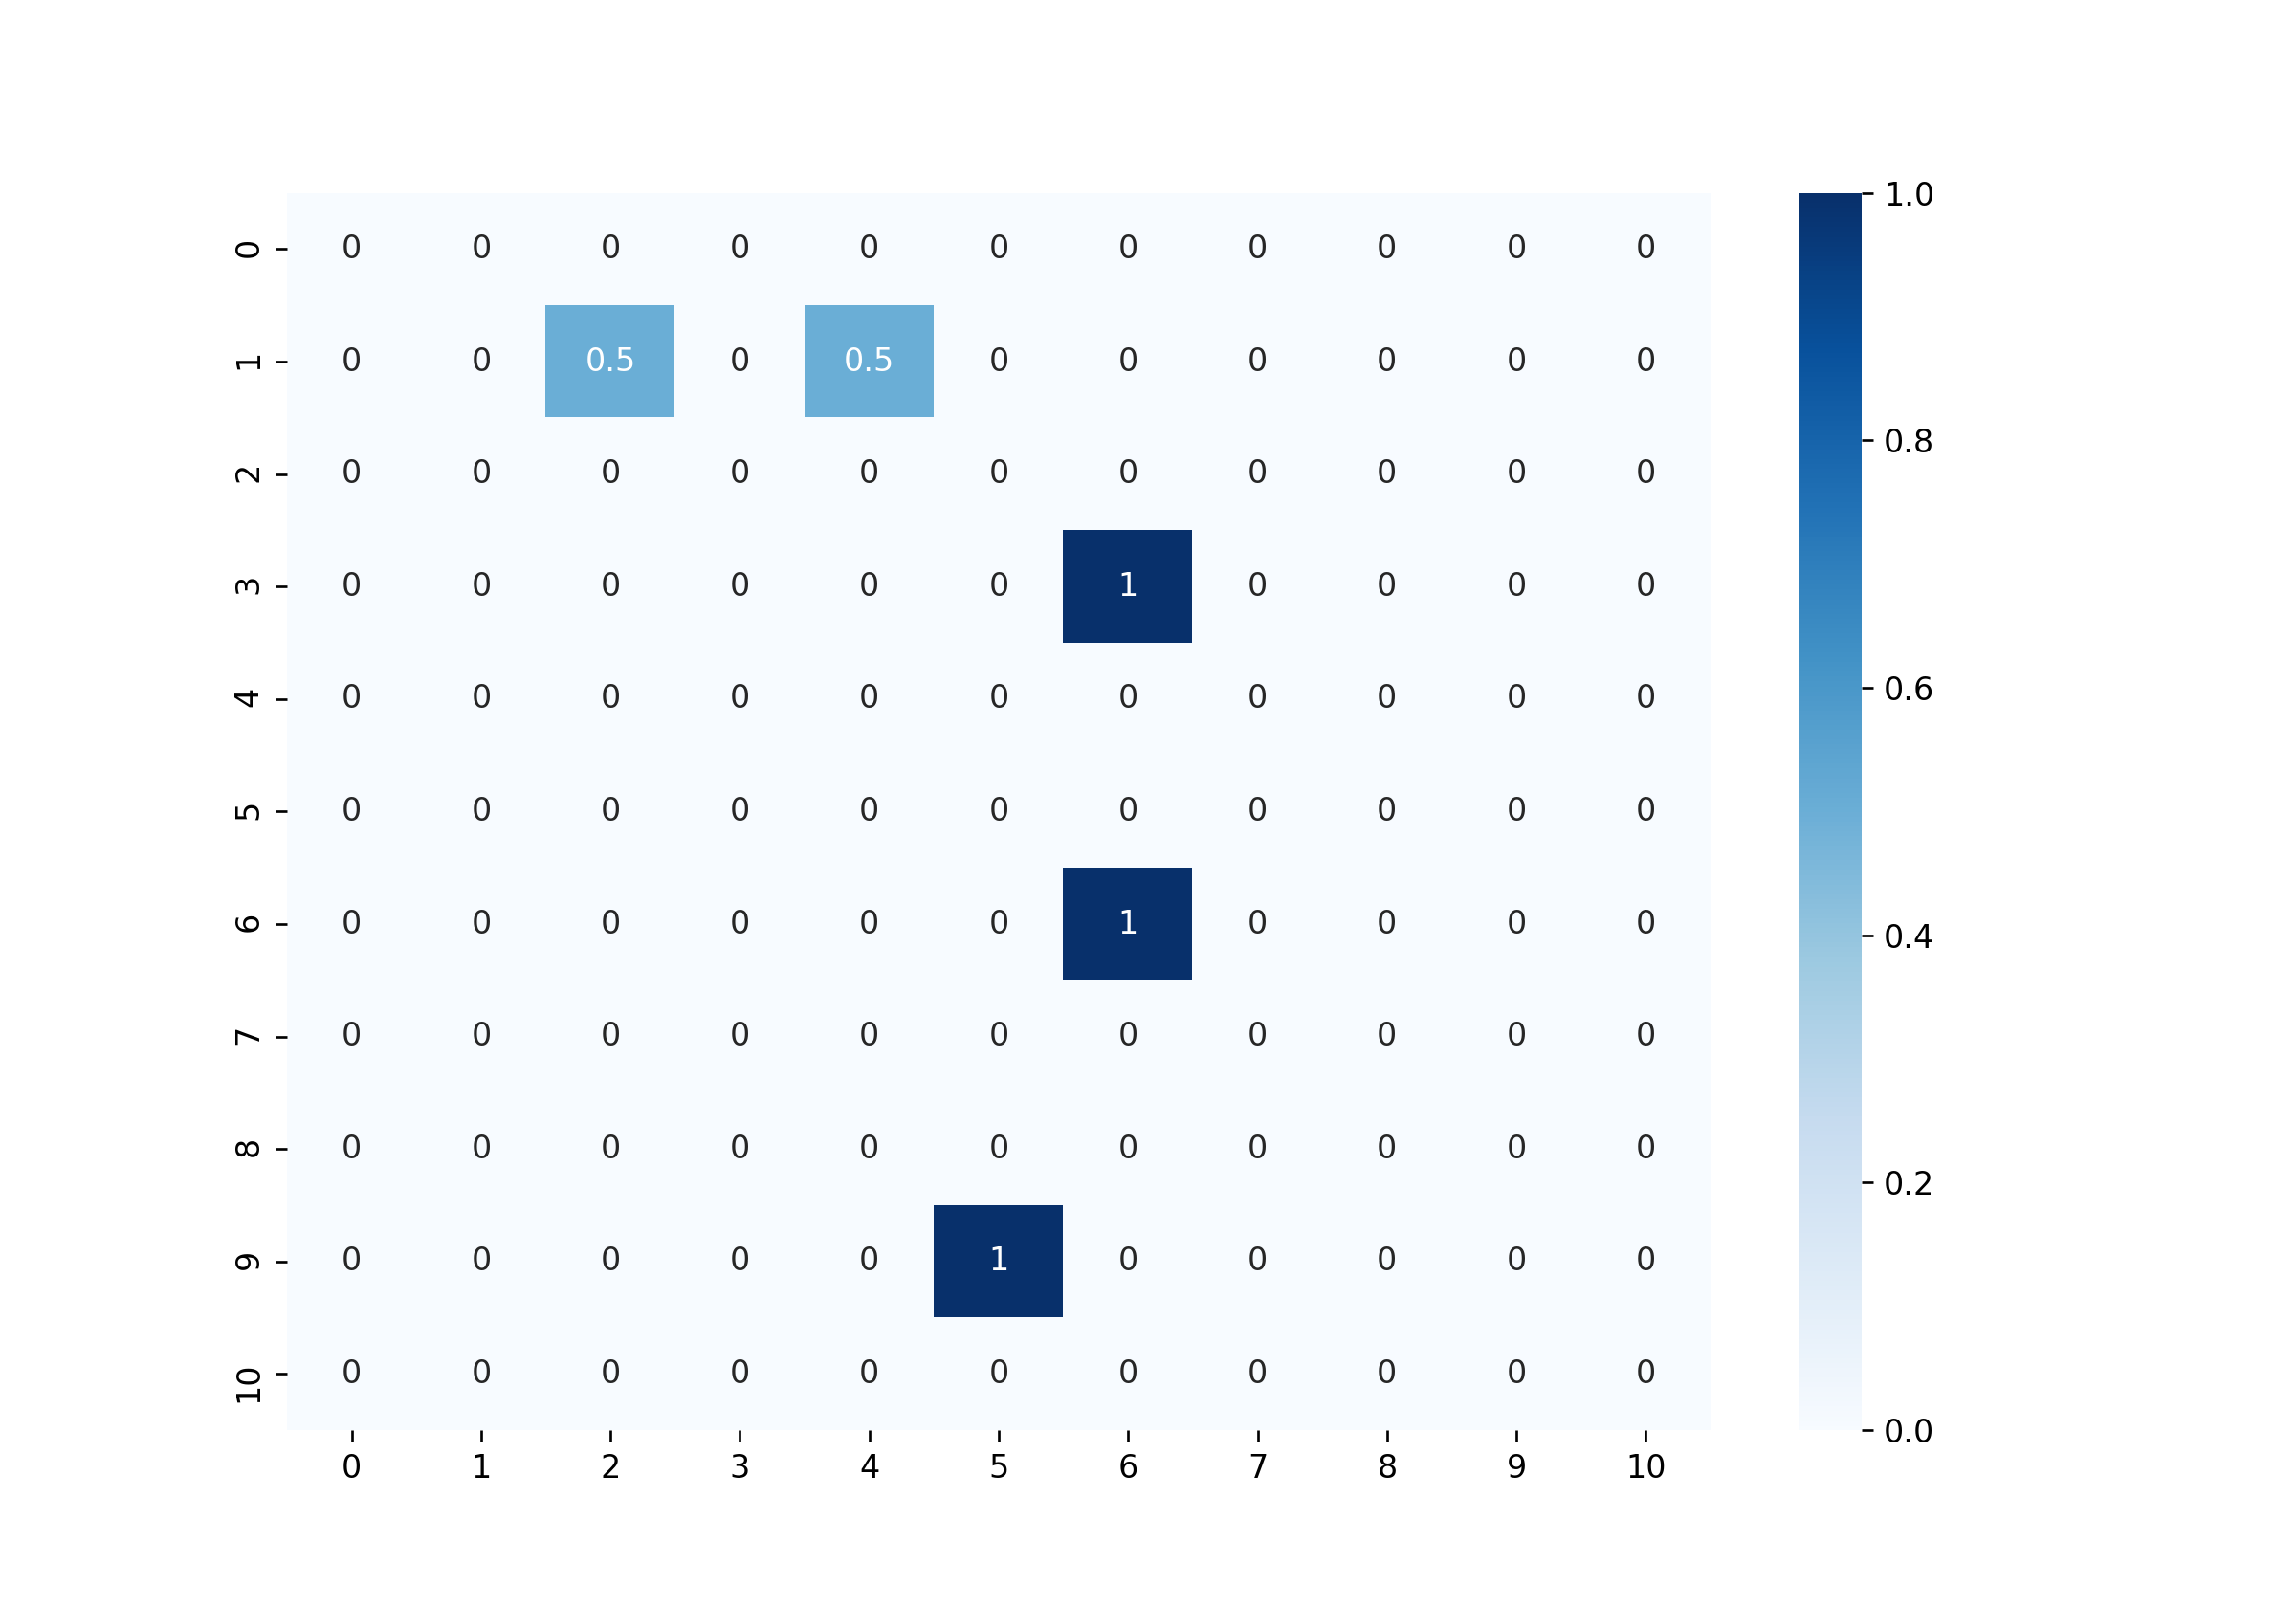 0 0 0 0 0 0 0 0 0 0 0 0
1 0 0 0.5 0 0.5 0 0 0 0 0 0
2 0 0 0 0 0 0 0 0 0 0 0
3 0 0 0 0 0 0 1 0 0 0 0
4 0 0 0 0 0 0 0 0 0 0 0
5 0 0 0 0 0 0 0 0 0 0 0
6 0 0 0 0 0 0 1 0 0 0 0
7 0 0 0 0 0 0 0 0 0 0 0
8 0 0 0 0 0 0 0 0 0 0 0
9 0 0 0 0 0 1 0 0 0 0 0
10 0 0 0 0 0 0 0 0 0 0 0
0 1 2 3 4 5 6 7 8 9 10
1.0
0.8
0.6
0.4
0.2
0.0